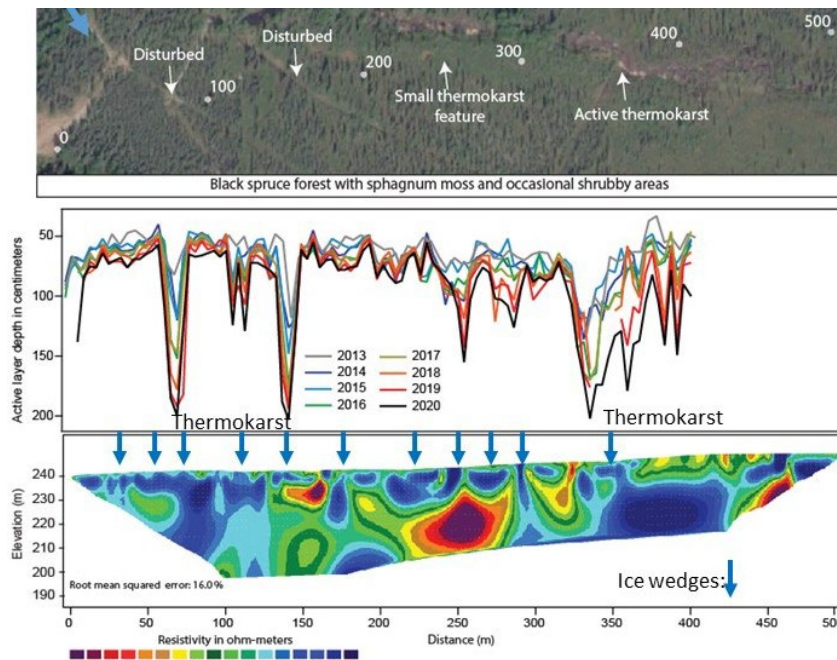 Disturbed
Disturbed
0
100
200
300
400
500
Small thermokarst
feature
Active thermokarst
Black spruce forest with sphagnum moss and occasional shrubby areas
Active layer depth in centimeters
50
100
150
200
2013
2014
2015
2016
2017
2018
2019
2020
Thermokarst
Thermokarst
Elevation (m)
240
230
220
210
200
190
Root mean squared error: 16.0%
Ice wedges:
0
50
100
150
200
250
300
350
400
450
500
Resistivity in ohm-meters
Distance (m)